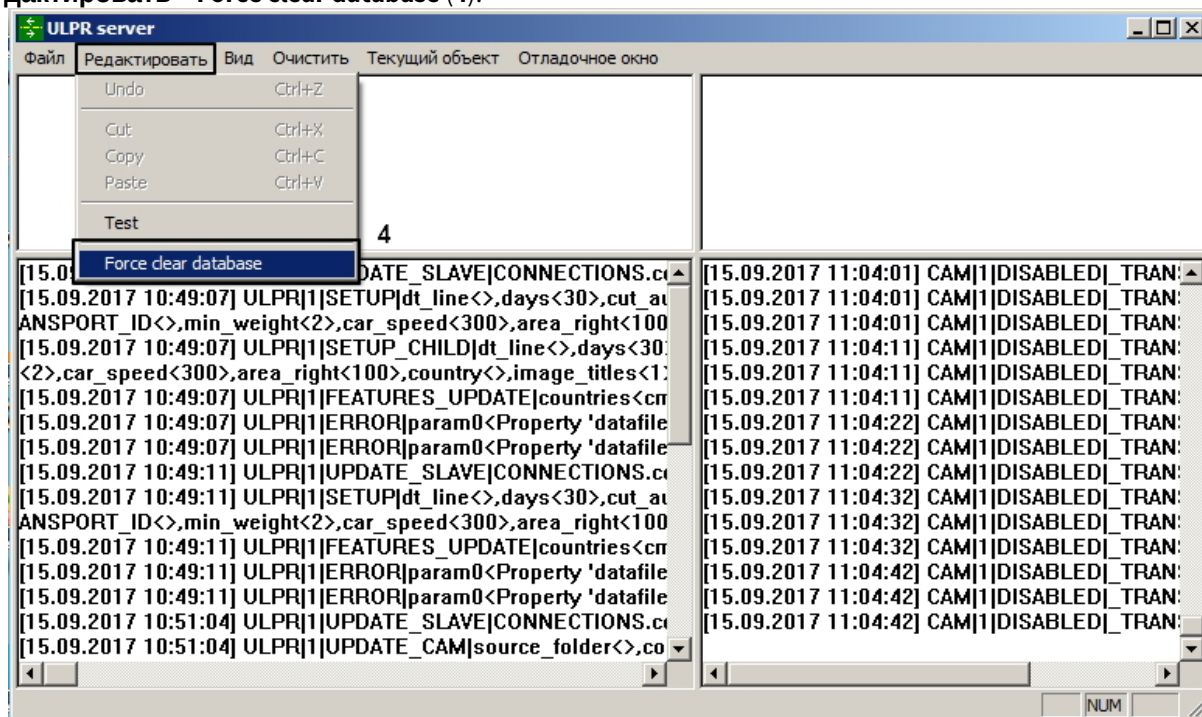 дактировать - Force clear database (4).
ULPR server
Файл Редактировать Вид Очистить Текущий объект Отладочное окно
Undo Ctrl+Z
Cut Ctrl+X
Copy Ctrl+C
Paste Ctrl+V
Test
Force clear database
4
[15.0 DATE_SLAVE|CONNECTIONS.co
[15.09.2017 10:49:07] ULPR|1|SETUP|dt_line<>,days<30>,cut_au
ANSPORT_ID<>,min_weight<2>,car_speed<300>,area_right<100
[15.09.2017 10:49:07] ULPR|1|SETUP_CHILD|dt_line<>,days<30
<2>,car_speed<300>,area_right<100>,country<>,image_titles<1>
[15.09.2017 10:49:07] ULPR|1|FEATURES_UPDATE|countries<cm
[15.09.2017 10:49:07] ULPR|1|ERROR|param0<Property 'datafile
[15.09.2017 10:49:07] ULPR|1|ERROR|param0<Property 'datafile
[15.09.2017 10:49:11] ULPR|1|UPDATE_SLAVE|CONNECTIONS.co
[15.09.2017 10:49:11] ULPR|1|SETUP|dt_line<>,days<30>,cut_au
ANSPORT_ID<>,min_weight<2>,car_speed<300>,area_right<100
[15.09.2017 10:49:11] ULPR|1|FEATURES_UPDATE|countries<cm
[15.09.2017 10:49:11] ULPR|1|ERROR|param0<Property 'datafile
[15.09.2017 10:49:11] ULPR|1|ERROR|param0<Property 'datafile
[15.09.2017 10:51:04] ULPR|1|UPDATE_SLAVE|CONNECTIONS.co
[15.09.2017 10:51:04] ULPR|1|UPDATE_CAM|source_folder<>,co
[15.09.2017 11:04:01] CAM|1|DISABLED|_TRAN
[15.09.2017 11:04:01] CAM|1|DISABLED|_TRAN
[15.09.2017 11:04:01] CAM|1|DISABLED|_TRAN
[15.09.2017 11:04:11] CAM|1|DISABLED|_TRAN
[15.09.2017 11:04:11] CAM|1|DISABLED|_TRAN
[15.09.2017 11:04:11] CAM|1|DISABLED|_TRAN
[15.09.2017 11:04:22] CAM|1|DISABLED|_TRAN
[15.09.2017 11:04:22] CAM|1|DISABLED|_TRAN
[15.09.2017 11:04:22] CAM|1|DISABLED|_TRAN
[15.09.2017 11:04:32] CAM|1|DISABLED|_TRAN
[15.09.2017 11:04:32] CAM|1|DISABLED|_TRAN
[15.09.2017 11:04:32] CAM|1|DISABLED|_TRAN
[15.09.2017 11:04:42] CAM|1|DISABLED|_TRAN
[15.09.2017 11:04:42] CAM|1|DISABLED|_TRAN
[15.09.2017 11:04:42] CAM|1|DISABLED|_TRAN
NUM